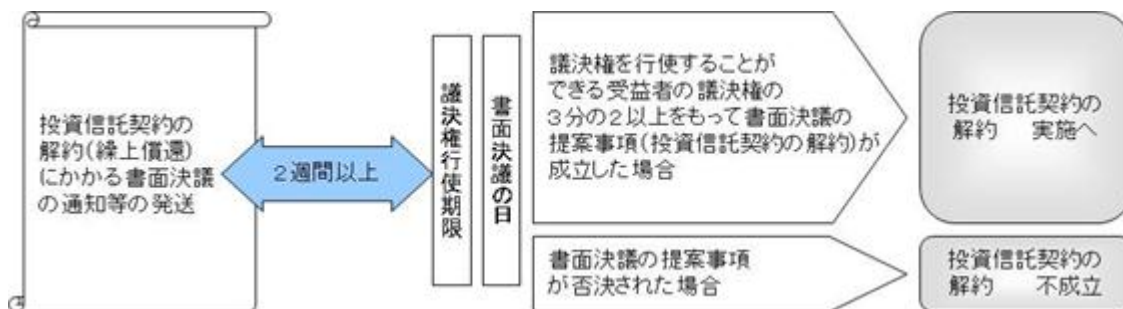 投資信託契約の
解約(繰上償還)
にかかる書面決議
の通知等の発送
２週間以上
議決権行使期限
書面決議の日
議決権を行使することが
できる受益者の議決権の
３分の２以上をもって書面決議の
提案事項(投資信託契約の解約)が
成立した場合
投資信託契約の
解約　実施へ
書面決議の提案事項
が否決された場合
投資信託契約の
解約　不成立